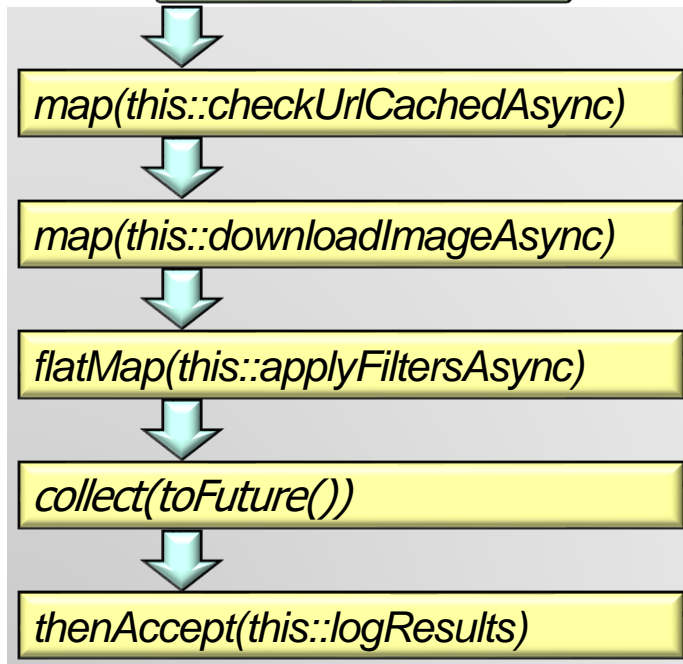 map(this::checkUrlCachedAsync)
map(this::downloadImageAsync)
flatMap(this::applyFiltersAsync)
collect(toFuture())
thenAccept(this::logResults)